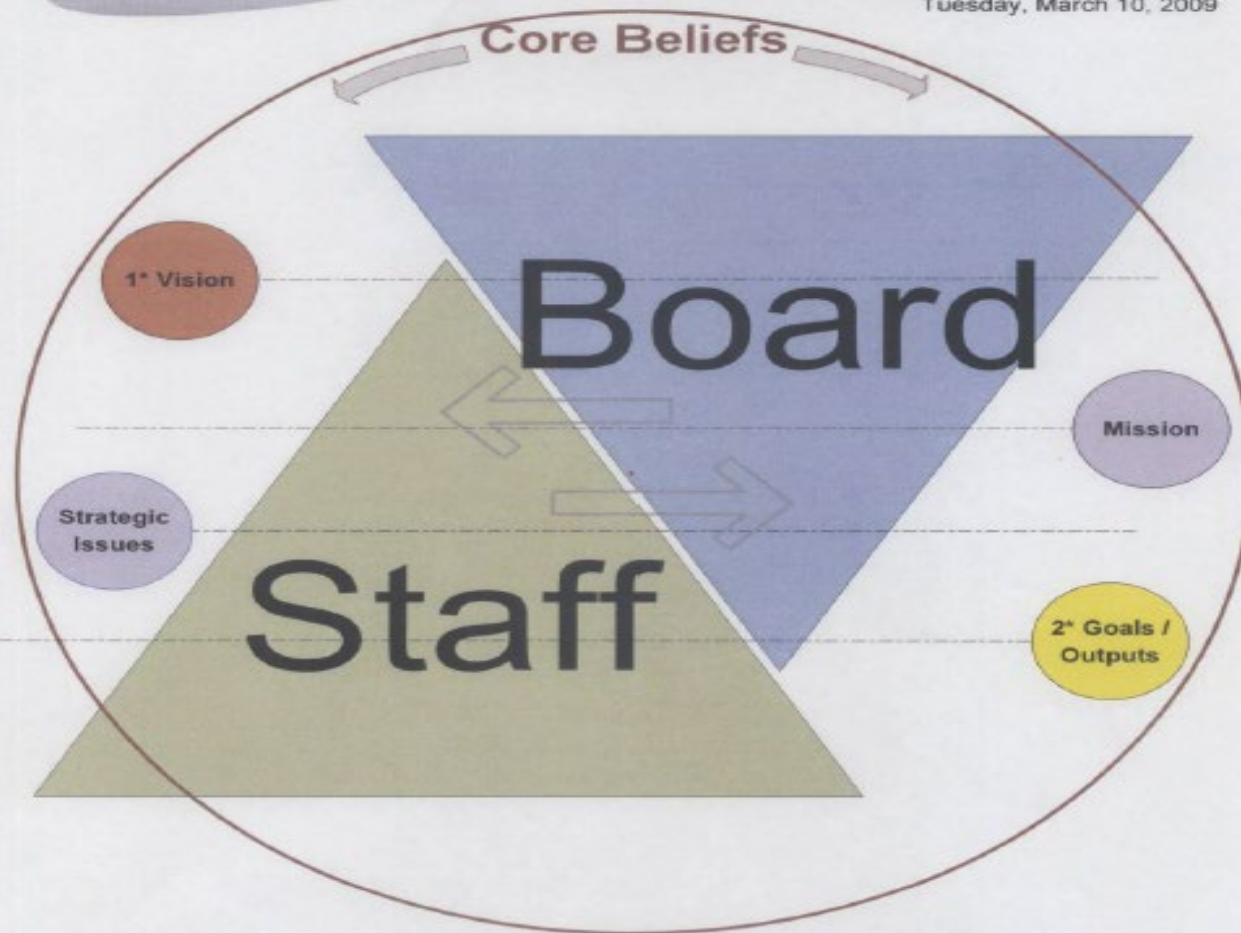 Tuesday, March 10, 2009
Core Beliefs
1* Vision
Board
Mission
Strategic
Issues
Staff
2* Goals /
Outputs